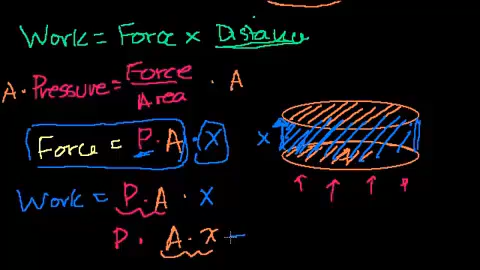 Work = Force x Distance
A · Pressure = Force / Area · A
Force = P · A · x
Work = P · A · x
P · A · x
x
A